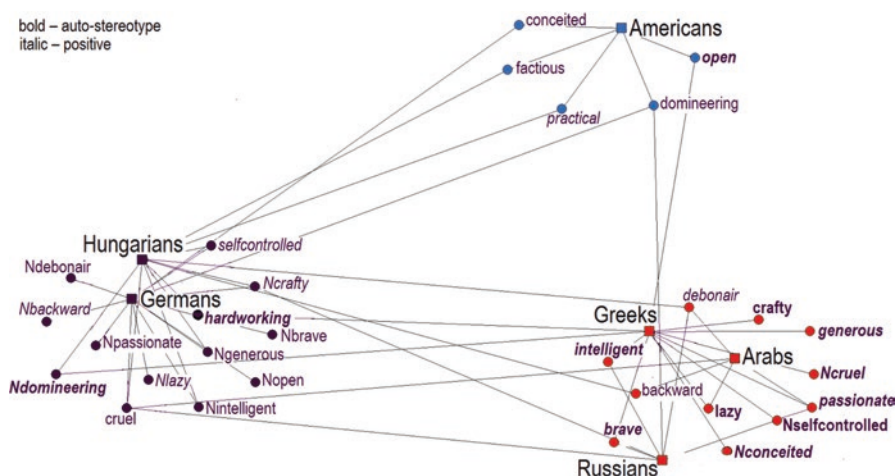 bold – auto-stereotype
italic – positive
conceited
Americans
open
factious
practical
domineering
Hungarians
selfcontrolled
Ndebonair
Ncrafty
Germans
Nbackward
hardworking
Nbrave
Npassionate
Ngenerous
Ndomineering
Nlazy
Nopen
cruel
Nintelligent
debonair
Greeks
crafty
generous
intelligent
Arabs
Ncruel
backward
passionate
lazy
Nselfcontrolled
brave
Nconceited
Russians